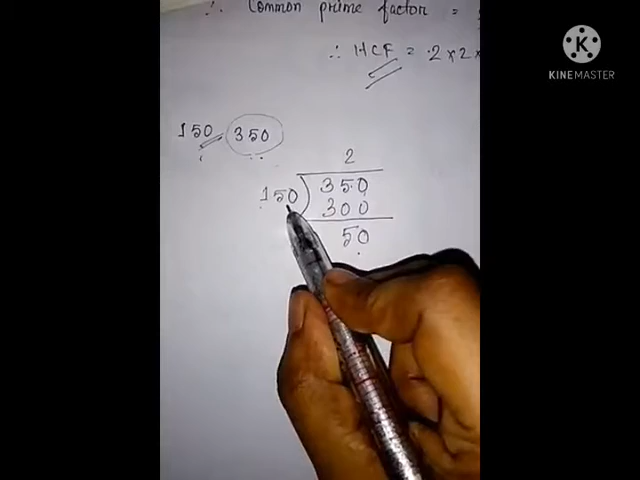 ∴ Common prime factor =
∴ HCF = 2×2×
KINEMASTER
150 350
2
150 ) 350
300
50